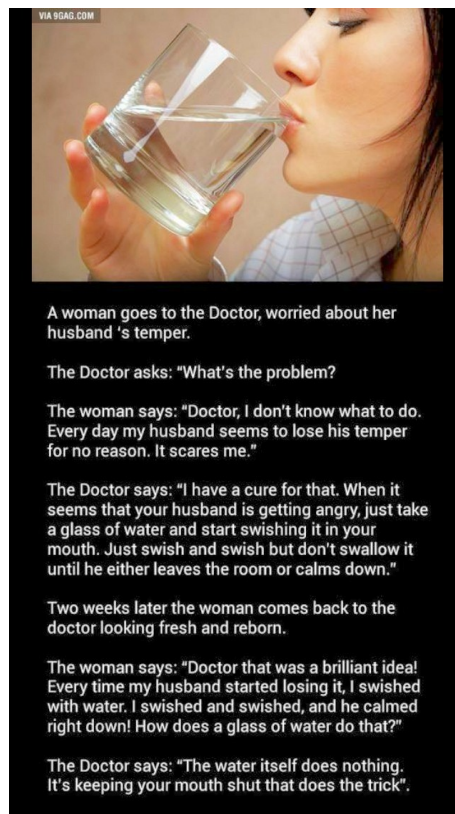 VIA 9GAG.COM
A woman goes to the Doctor, worried about her
husband 's temper.
The Doctor asks: "What's the problem?
The woman says: "Doctor, I don't know what to do.
Every day my husband seems to lose his temper
for no reason. It scares me."
The Doctor says: "I have a cure for that. When it
seems that your husband is getting angry, just take
a glass of water and start swishing it in your
mouth. Just swish and swish but don't swallow it
until he either leaves the room or calms down."
Two weeks later the woman comes back to the
doctor looking fresh and reborn.
The woman says: "Doctor that was a brilliant idea!
Every time my husband started losing it, I swished
with water. I swished and swished, and he calmed
right down! How does a glass of water do that?"
The Doctor says: "The water itself does nothing.
It's keeping your mouth shut that does the trick".